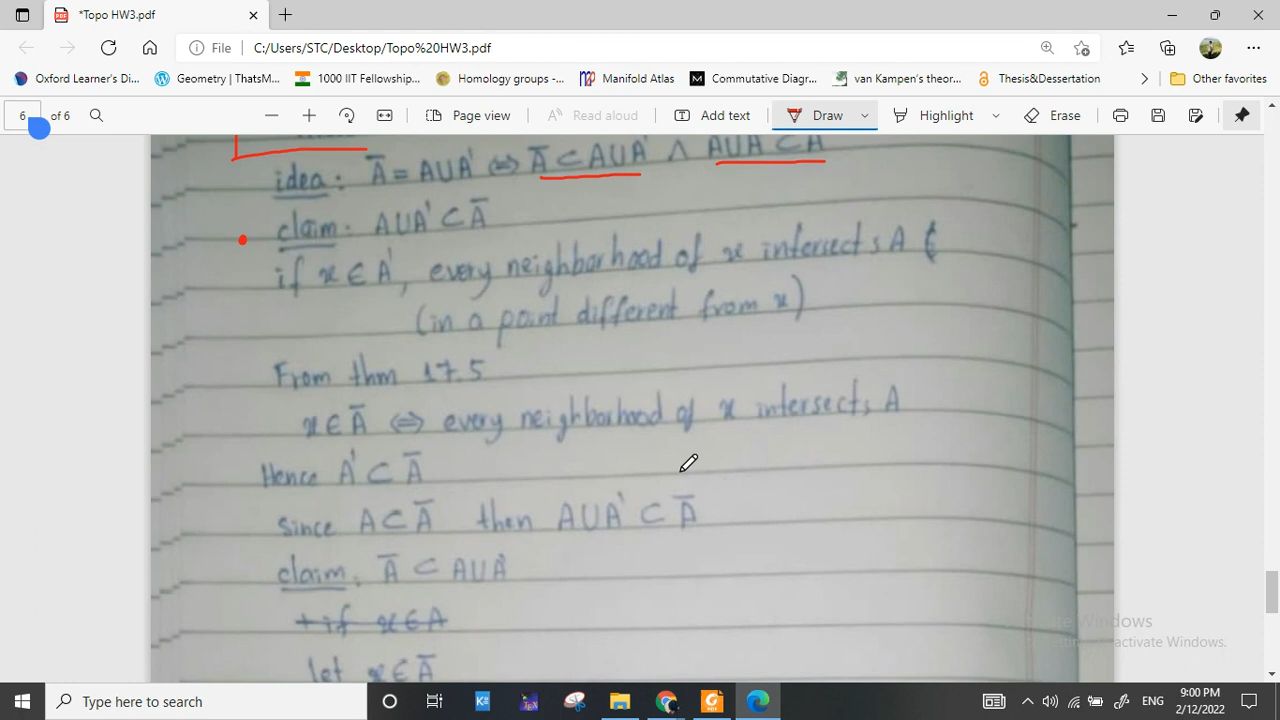 *Topo HW3.pdf
File C:/Users/STC/Desktop/Topo%20HW3.pdf
Oxford Learner's Di... Geometry | ThatsM... 1000 IIT Fellowship... Homology groups -... Manifold Atlas Commutative Diagr... van Kampen's theor... Thesis&Dessertation Other favorites
6 of 6 Page view Read aloud Add text Draw Highlight Erase
idea: A̅ = A∪A' ⇔ A̅ ⊂ A∪A' ∧ A∪A' ⊂ A̅
claim. A∪A' ⊂ A̅
if x ∈ A', every neighborhood of x intersects A
(in a point different from x)
From thm 17.5
x ∈ A̅ ⇔ every neighborhood of x intersects A
Hence A' ⊂ A̅
Since A ⊂ A̅ then A∪A' ⊂ A̅
claim. A̅ ⊂ A∪A'
+ if x ∈ A
let x ∈ A̅
Windows
activate Windows.
Type here to search
ENG
9:00 PM
2/12/2022